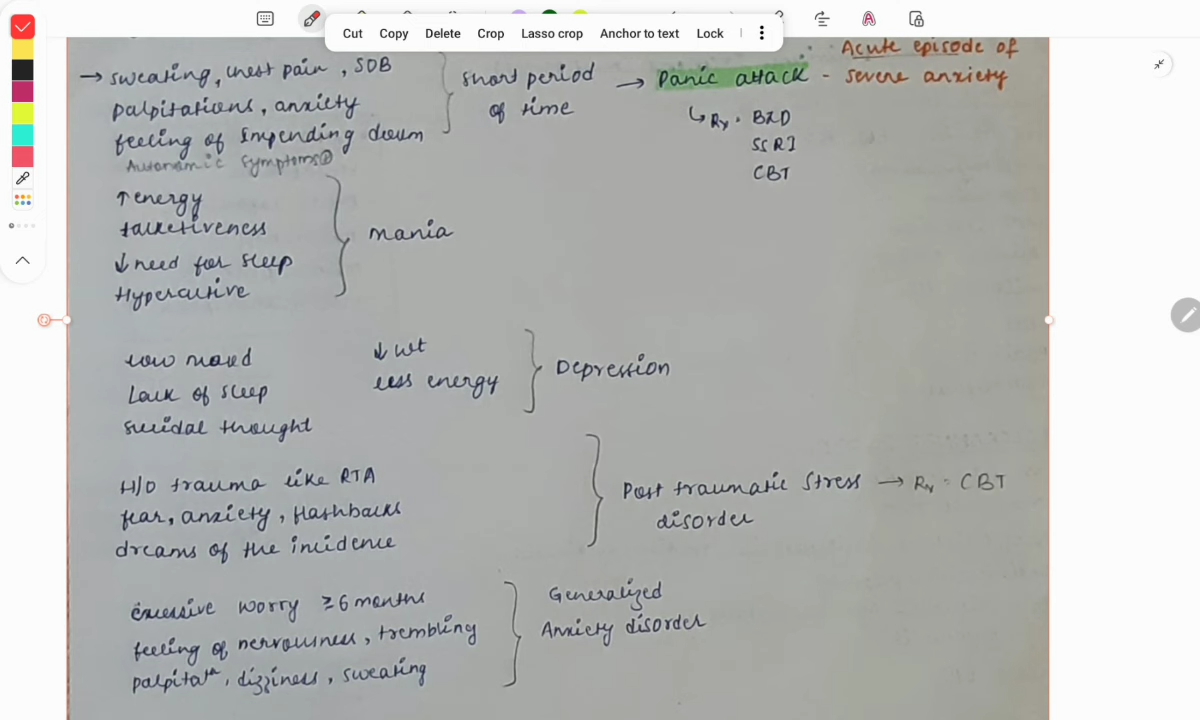 Cut Copy Delete Crop Lasso crop Anchor to text Lock
Acute episode of
→ sweating, chest pain, SOB
palpitations, anxiety
feeling of Impending doom
Autonomic symptoms
short period
of time
→ Panic attack - severe anxiety
↳ Rx. BZD
SSRI
CBT
↑ energy
talketiveness
↓ need for sleep
Hyperactive
mania
low mood
Lack of sleep
suicidal thought
↓ wt
less energy
Depression
H/O trauma like RTA
fear, anxiety, flashbacks
dreams of the incidence
Post traumatic stress → Rx - CBT
disorder
excessive worry ≥6 months
feeling of nervousness, trembling
palpitatn, dizziness, sweating
Generalized
Anxiety disorder